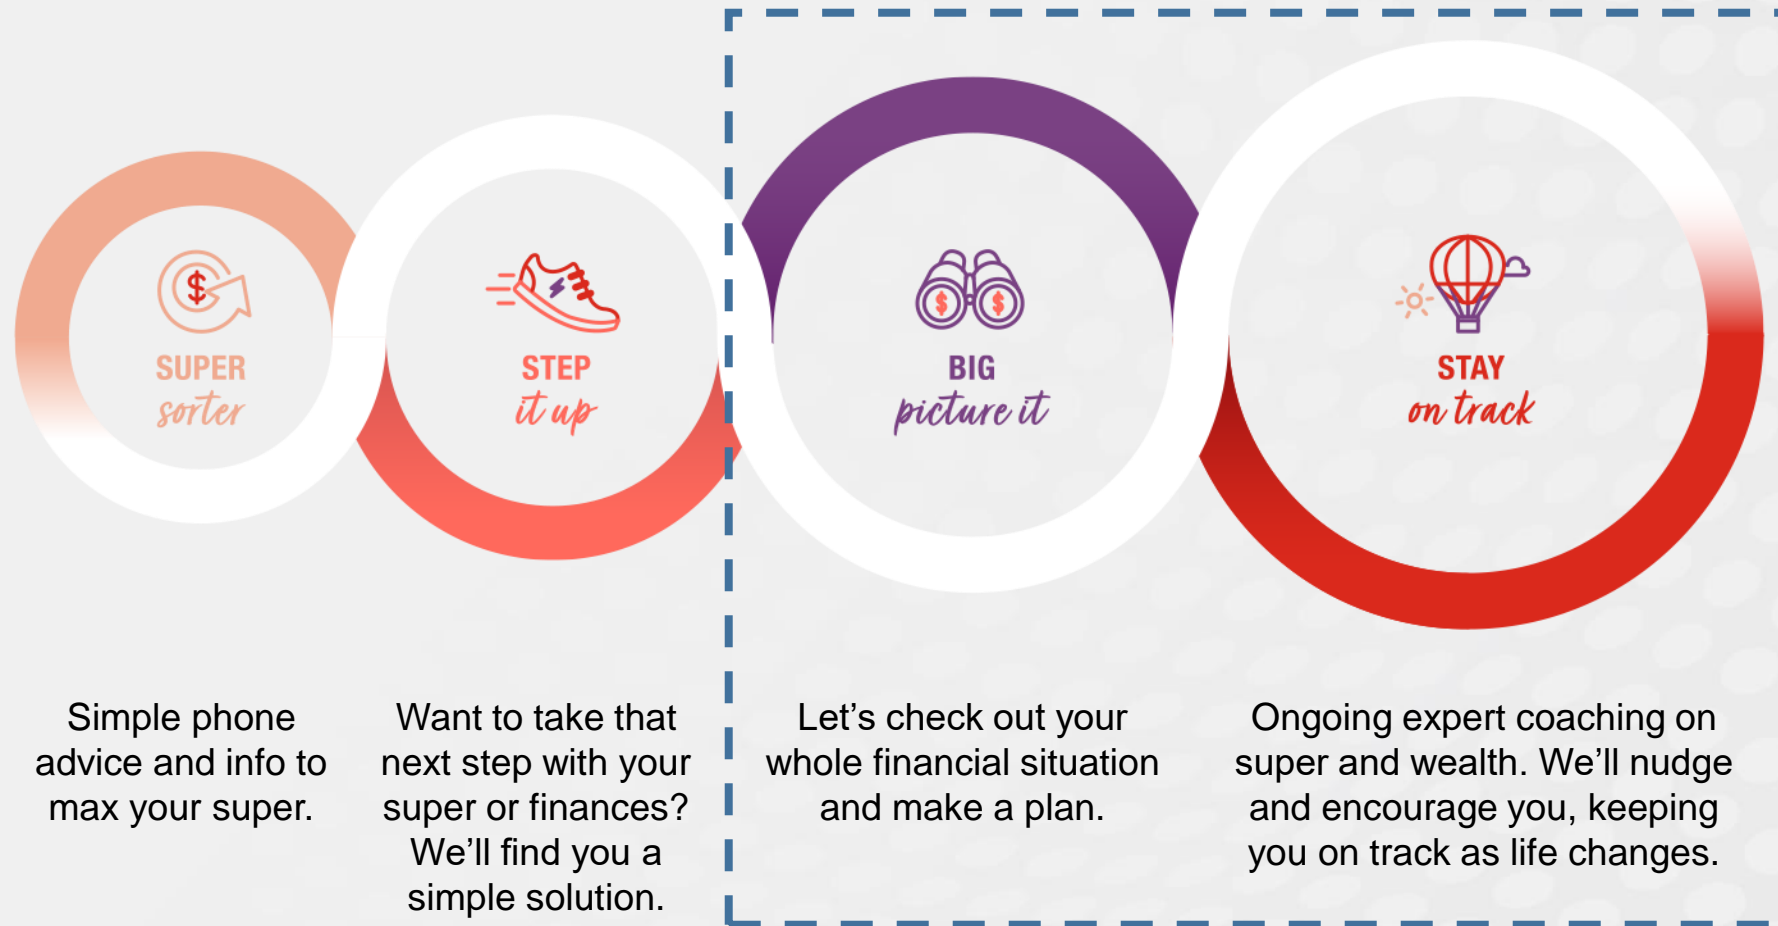 SUPER
sorter
STEP
it up
BIG
picture it
STAY
on track
$
$ $
Simple phone
advice and info to
max your super.
Want to take that
next step with your
super or finances?
We’ll find you a
simple solution.
Let’s check out your
whole financial situation
and make a plan.
Ongoing expert coaching on
super and wealth. We’ll nudge
and encourage you, keeping
you on track as life changes.